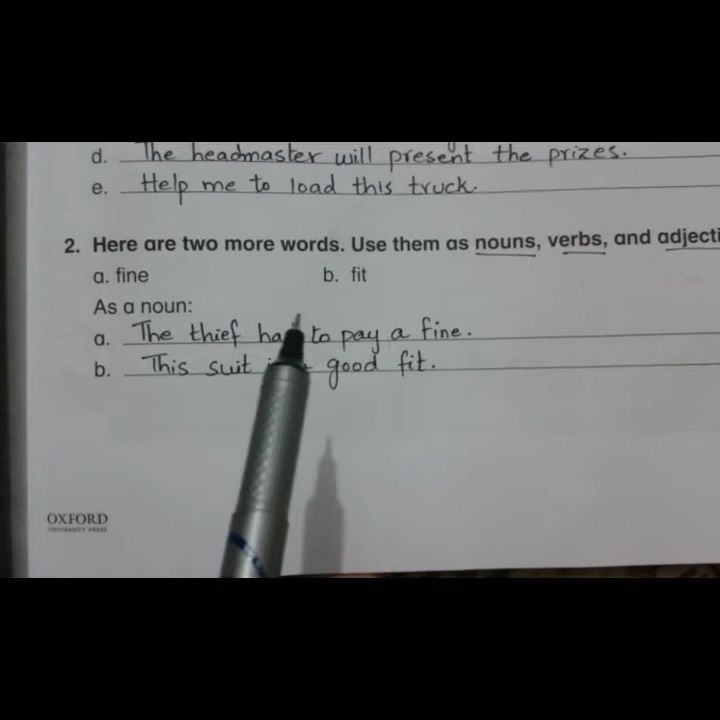 d. The headmaster will present the prizes.
e. Help me to load this truck.
2. Here are two more words. Use them as nouns, verbs, and adjecti
a. fine b. fit
As a noun:
a. The thief ha to pay a fine.
b. This suit good fit.
OXFORD
UNIVERSITY PRESS